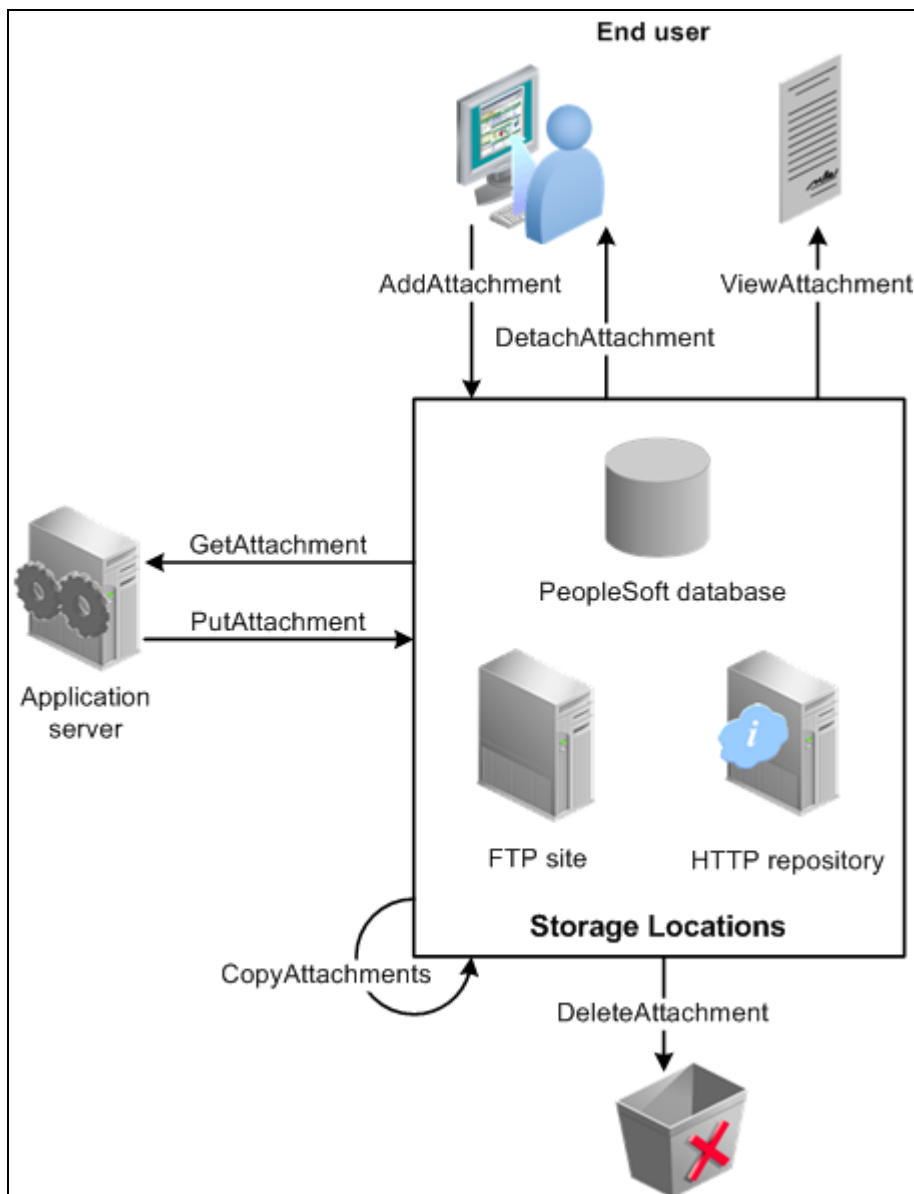 End user
AddAttachment
ViewAttachment
DetachAttachment
GetAttachment
PeopleSoft database
PutAttachment
Application
server
i
FTP site
HTTP repository
Storage Locations
CopyAttachments
DeleteAttachment